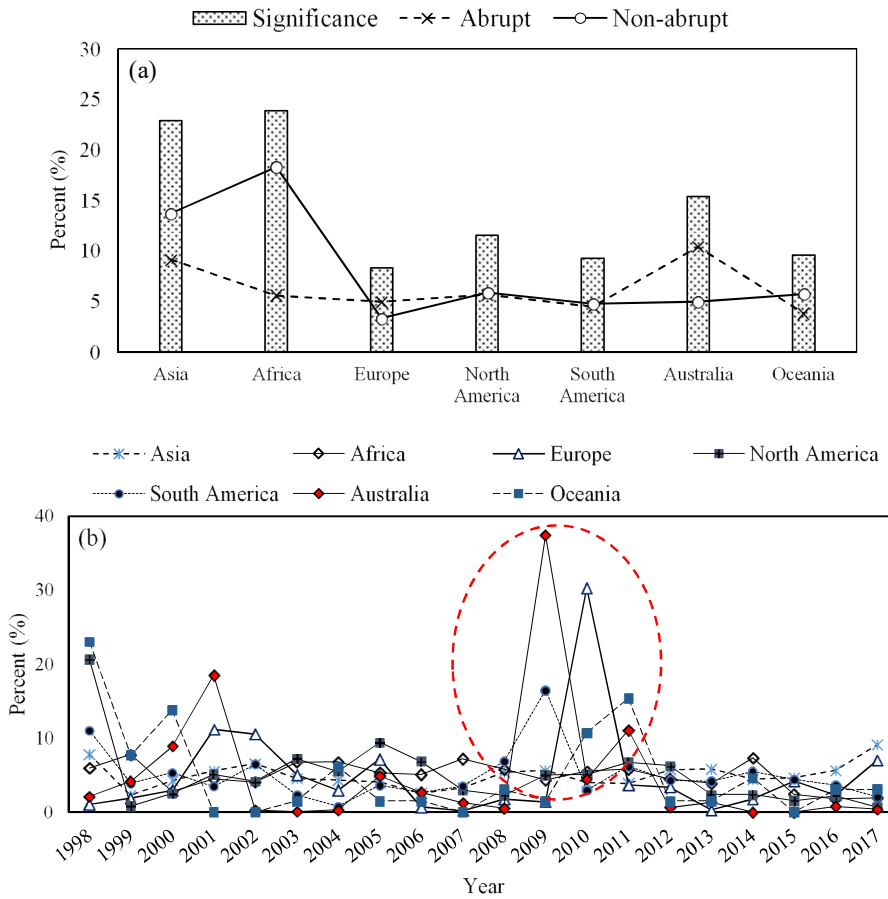 Significance Abrupt Non-abrupt
(a)
30
25
20
15
10
5
0
Percent (%)
Asia Africa Europe North America South America Australia Oceania
Asia Africa Europe North America
South America Australia Oceania
(b)
40
30
20
10
0
Percent (%)
1998 1999 2000 2001 2002 2003 2004 2005 2006 2007 2008 2009 2010 2011 2012 2013 2014 2015 2016 2017
Year